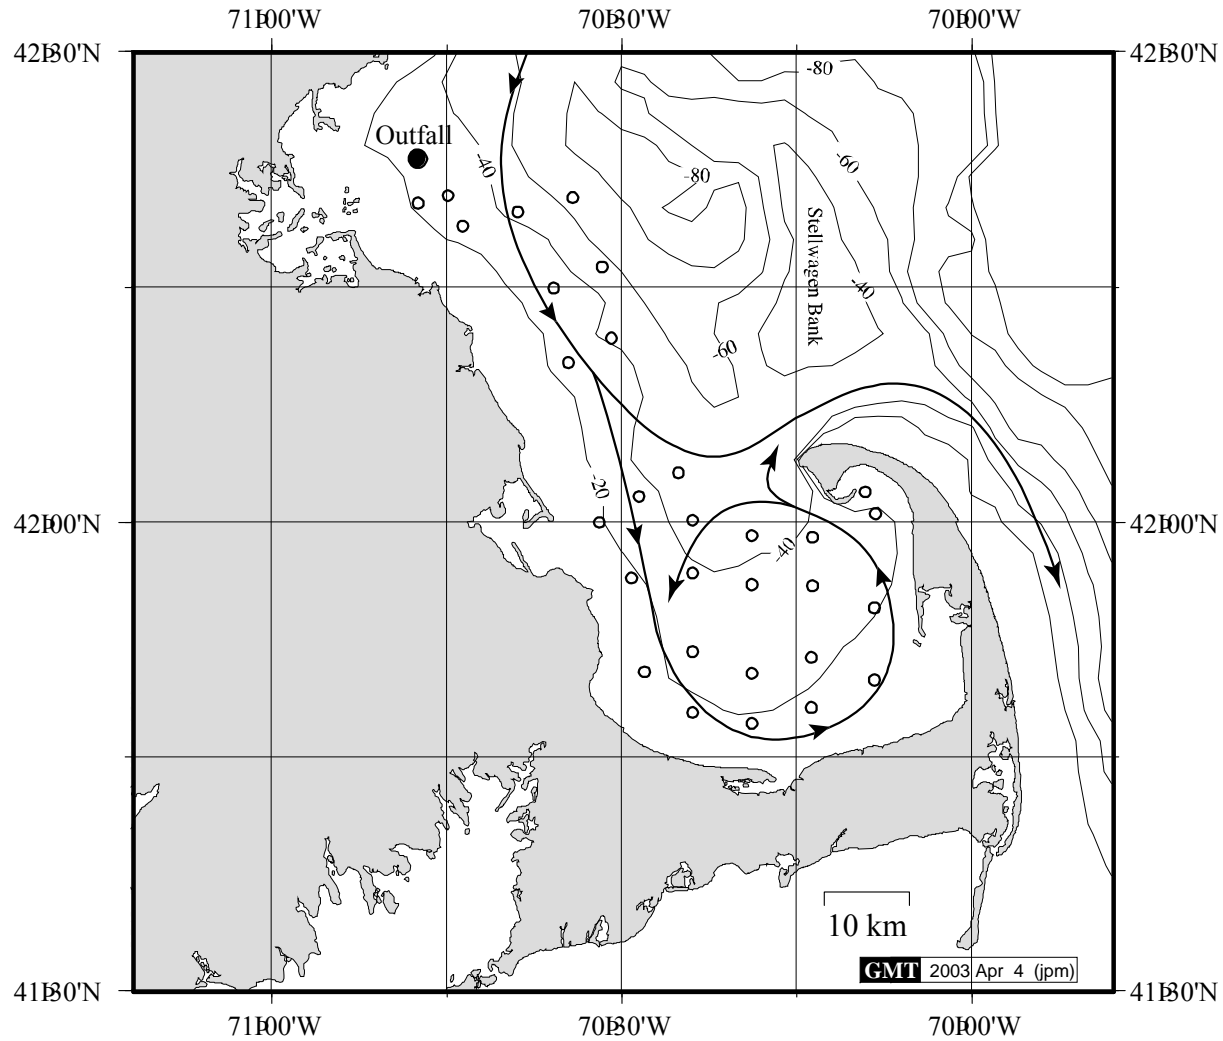 71°00'W 70°30'W 70°00'W
42°30'N 42°30'N
-80
Outfall
-40
-60
-80
Stellwagen Bank
-40
-60
-20
42°00'N 42°00'N
-40
10 km
GMT 2003 Apr 4 (jpm)
41°30'N 41°30'N
71°00'W 70°30'W 70°00'W